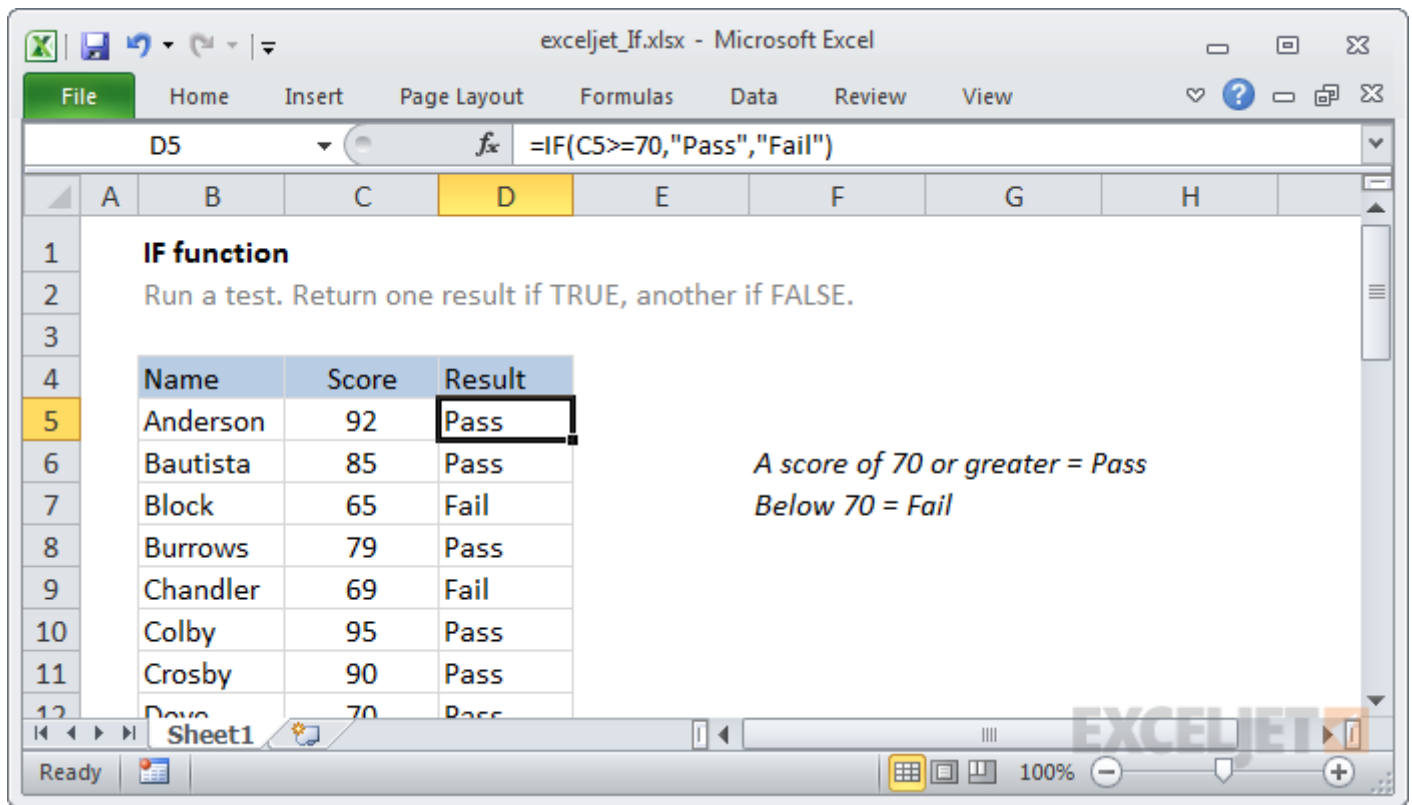 exceljet_If.xlsx - Microsoft Excel
File Home Insert Page Layout Formulas Data Review View
D5 fx =IF(C5>=70,"Pass","Fail")
A B C D E F G H
1 IF function
2 Run a test. Return one result if TRUE, another if FALSE.
3
4 Name Score Result
5 Anderson 92 Pass
6 Bautista 85 Pass A score of 70 or greater = Pass
7 Block 65 Fail Below 70 = Fail
8 Burrows 79 Pass
9 Chandler 69 Fail
10 Colby 95 Pass
11 Crosby 90 Pass
12 70 Pass
Sheet1 EXCELJET
Ready 100%